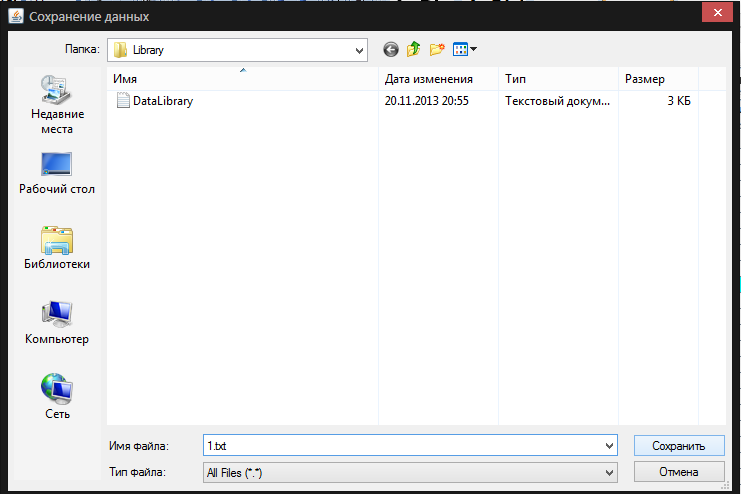 Сохранение данных
Папка: Library
Имя Дата изменения Тип Размер
DataLibrary 20.11.2013 20:55 Текстовый докум... 3 КБ
Недавние
места
Рабочий стол
Библиотеки
Компьютер
Сеть
Имя файла: 1.txt Сохранить
Тип файла: All Files (*.*) Отмена